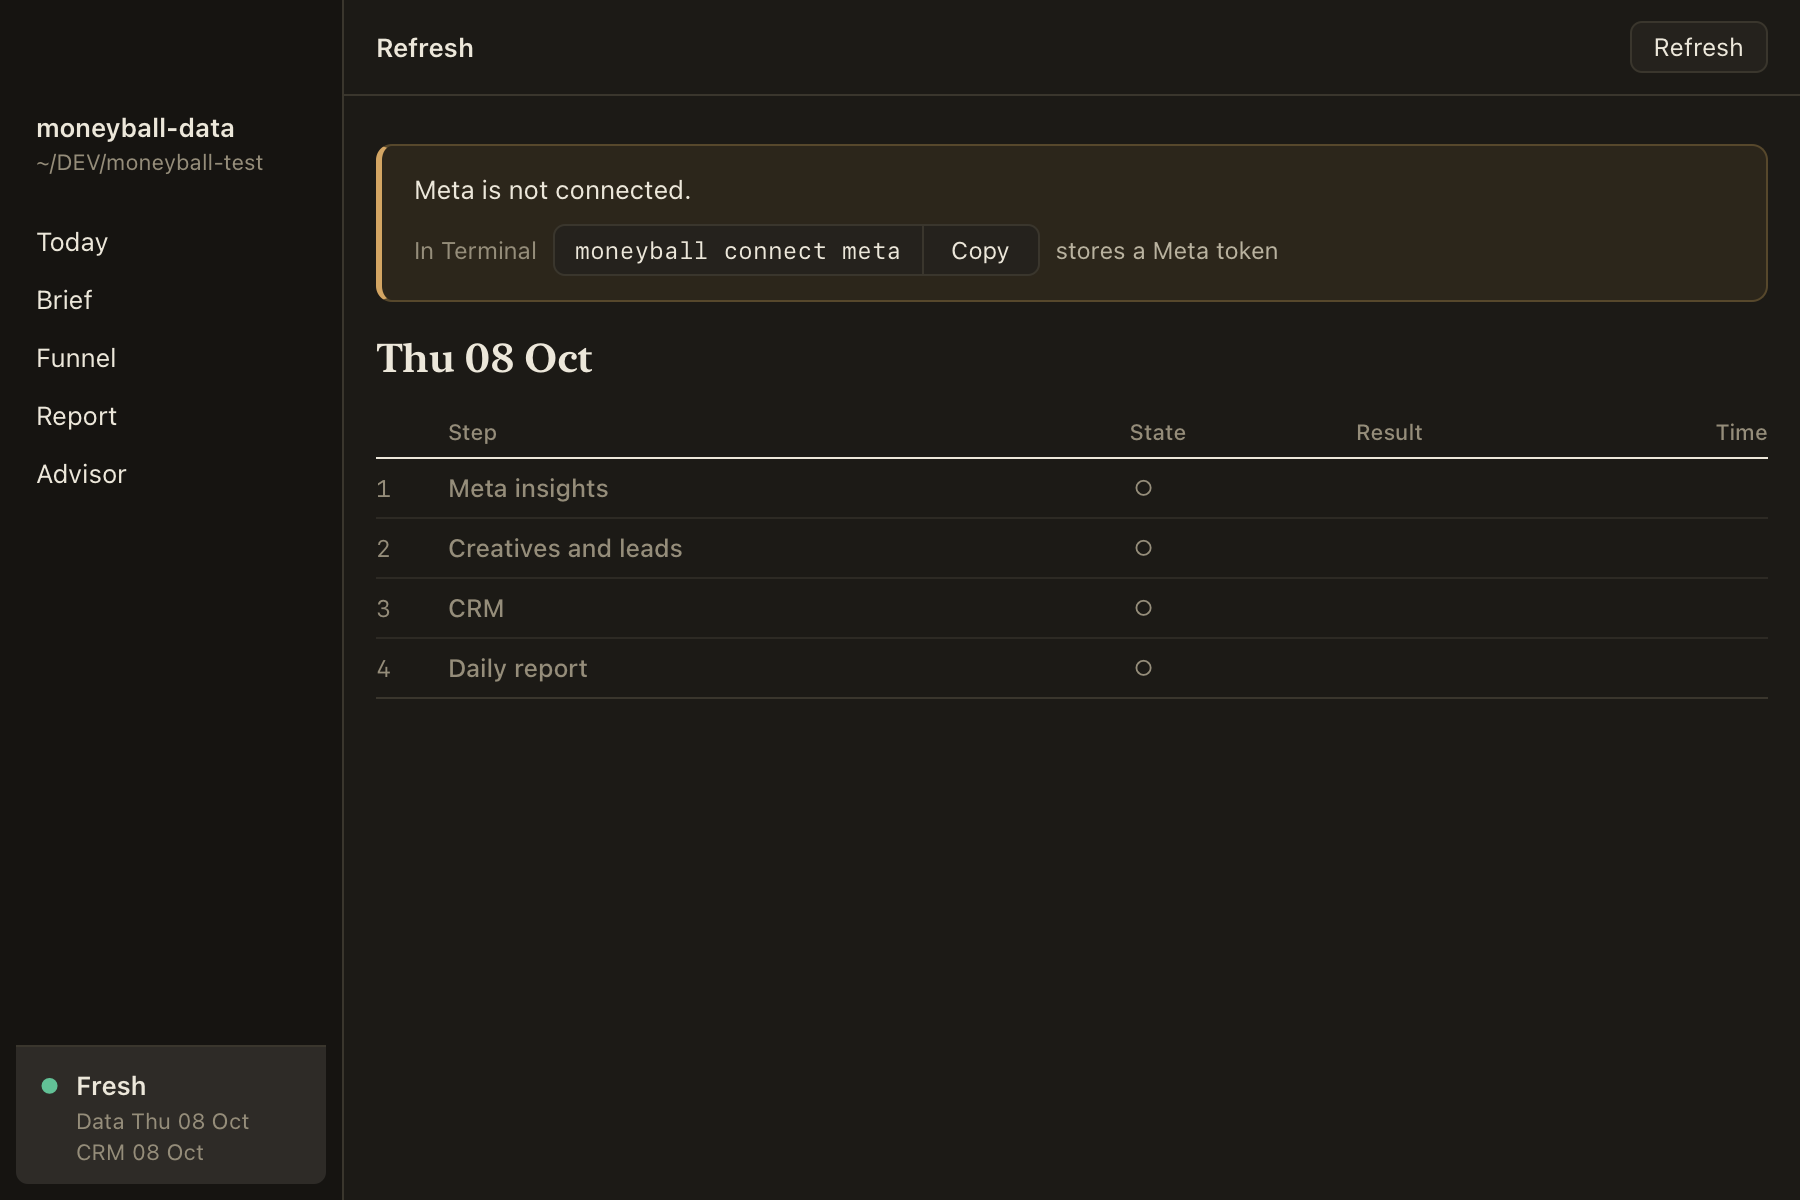 moneyball-data
~/DEV/moneyball-test
Today
Brief
Funnel
Report
Advisor
Fresh
Data Thu 08 Oct
CRM 08 Oct
Refresh
Refresh
Meta is not connected.
In Terminal moneyball connect meta Copy stores a Meta token
Thu 08 Oct
Step State Result Time
1 Meta insights
2 Creatives and leads
3 CRM
4 Daily report